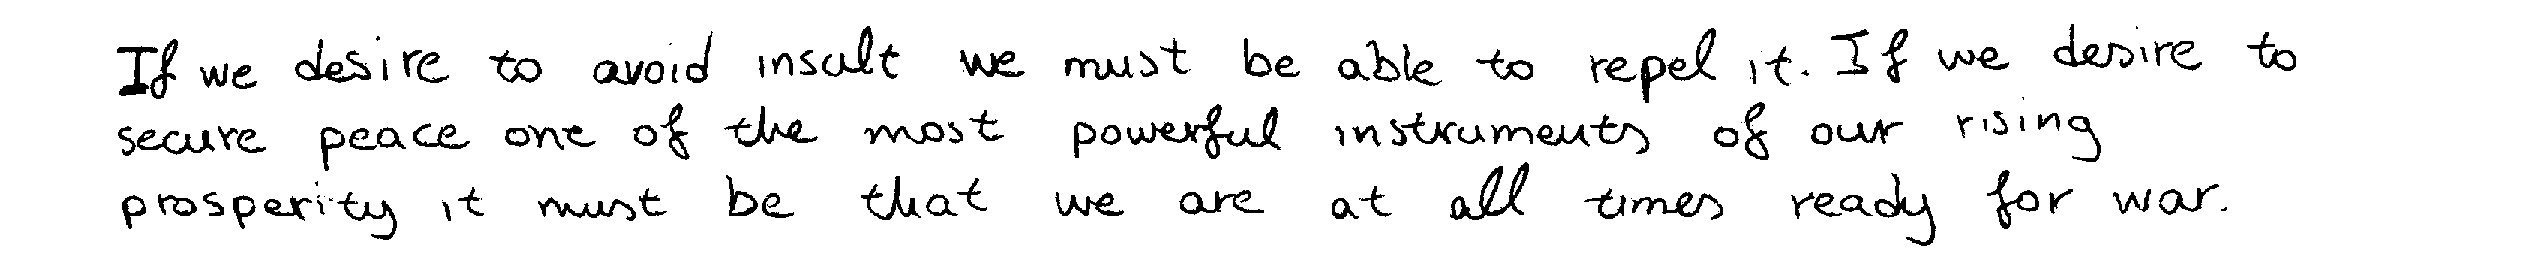 If we desire to avoid insult we must be able to repel it. If we desire to
secure peace one of the most powerful instruments of our rising
prosperity it must be that we are at all times ready for war.